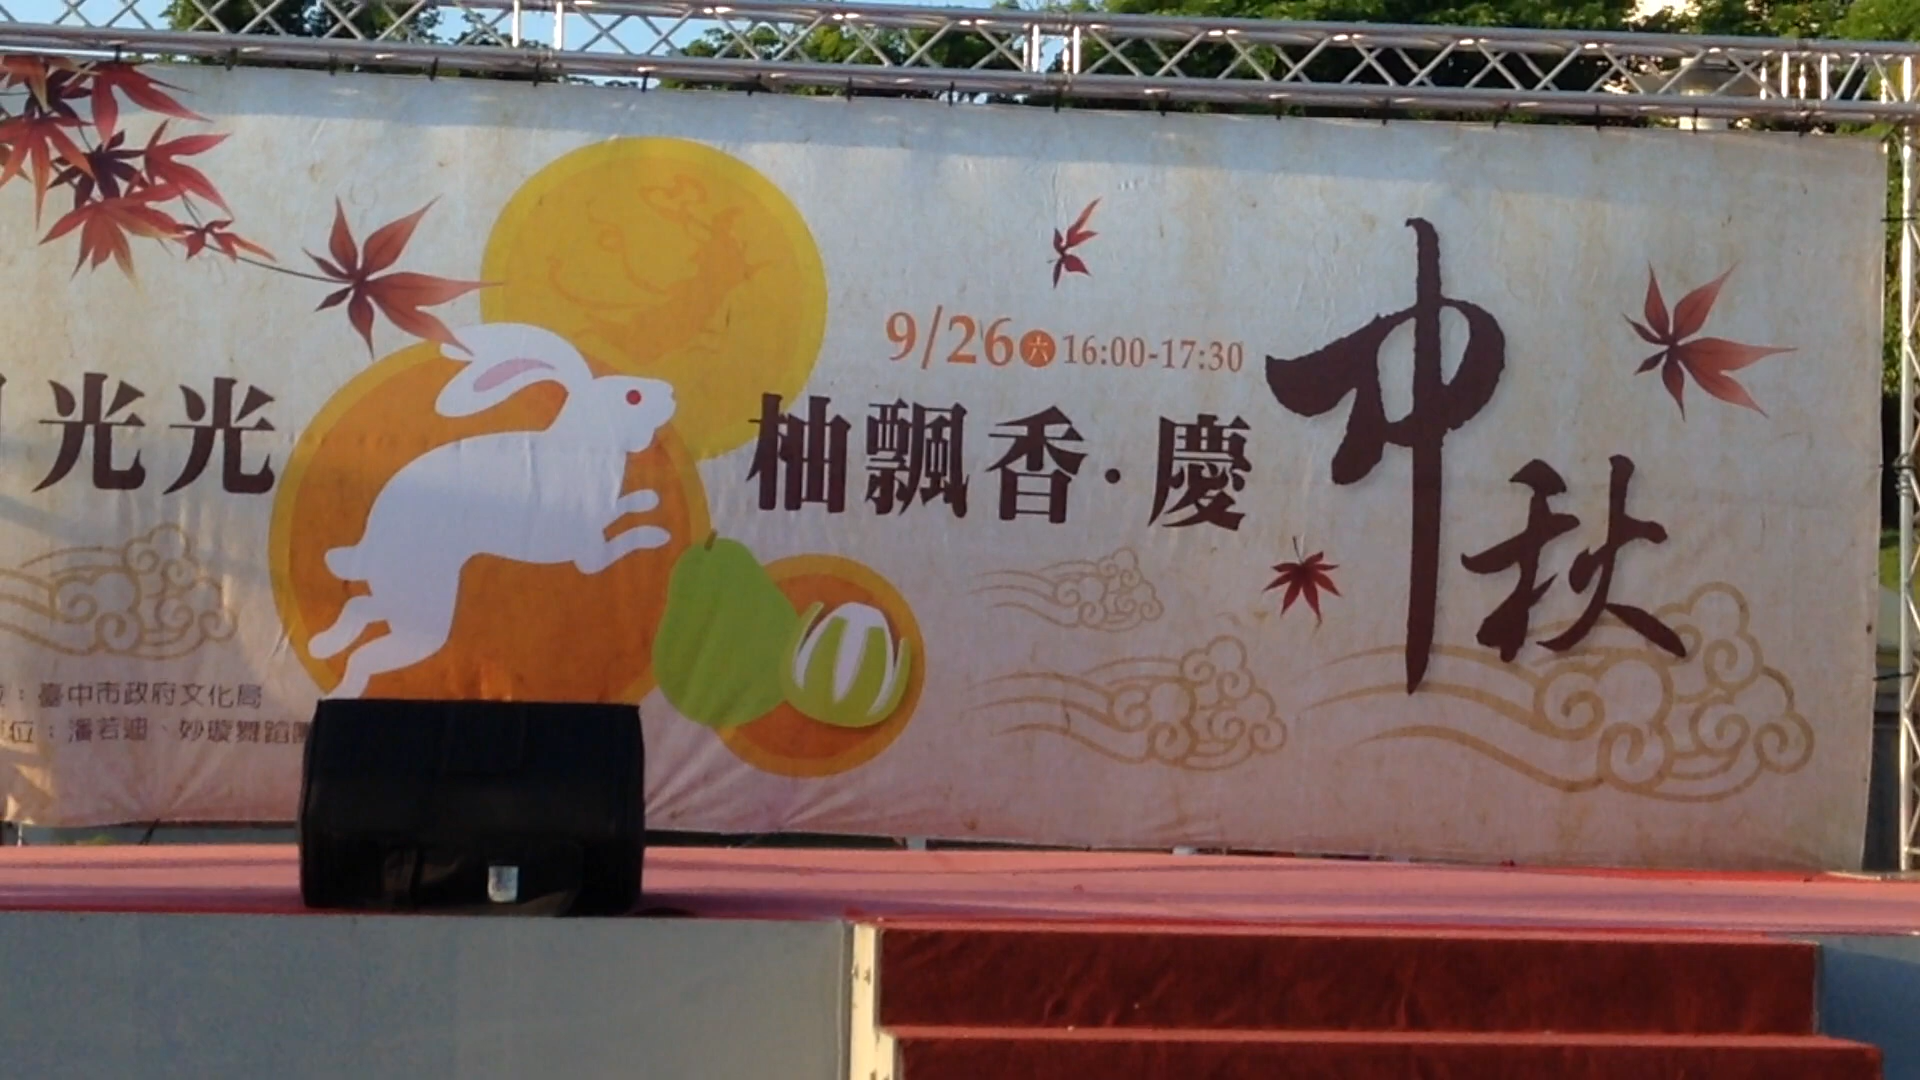 9/26 六 16:00-17:30
光光 柚飄香·慶中秋
：臺中市政府文化局
位：潘若迪、妙璇舞蹈團